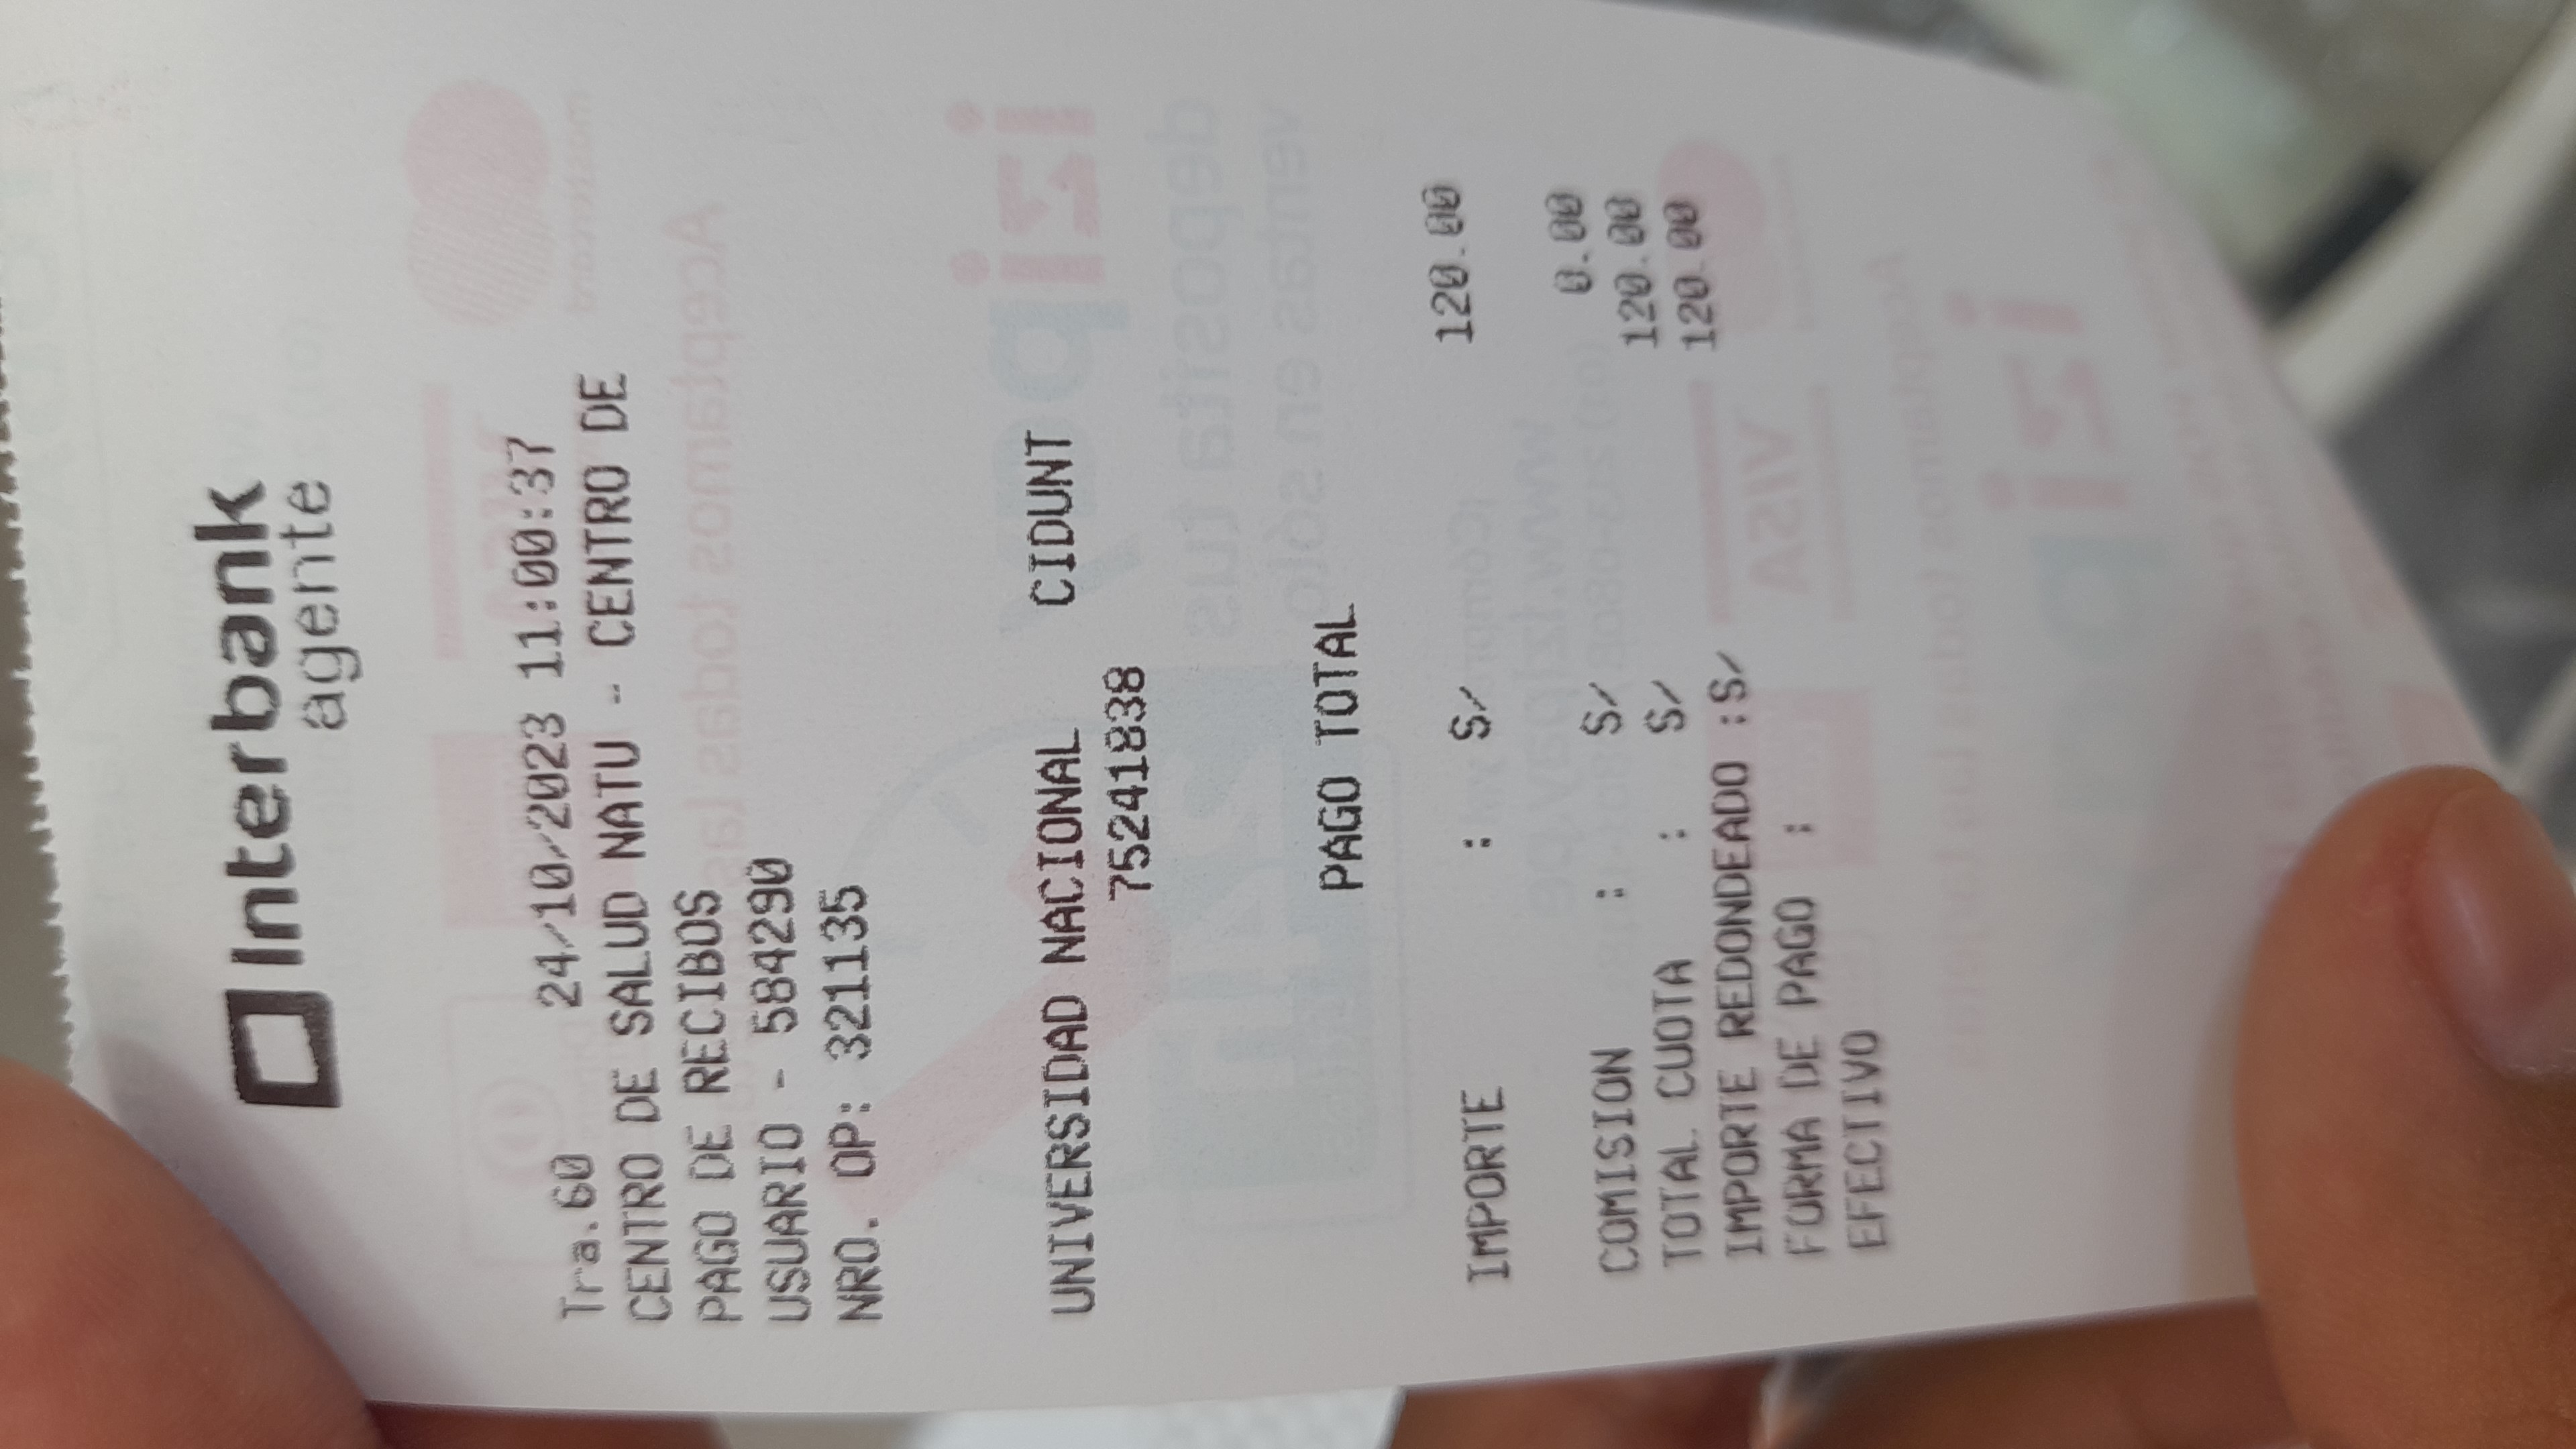 Interbank
agente
Tra.60 24/10/2023 11:00:37
CENTRO DE SALUD NATU - CENTRO DE
PAGO DE RECIBOS
USUARIO - 584290
NRO. OP: 321135
UNIVERSIDAD NACIONAL CIDUNT
75241838
PAGO TOTAL
IMPORTE : S/ 120.00
COMISION : S/ 0.00
TOTAL CUOTA : S/ 120.00
IMPORTE REDONDEADO :S/ 120.00
FORMA DE PAGO :
EFECTIVO